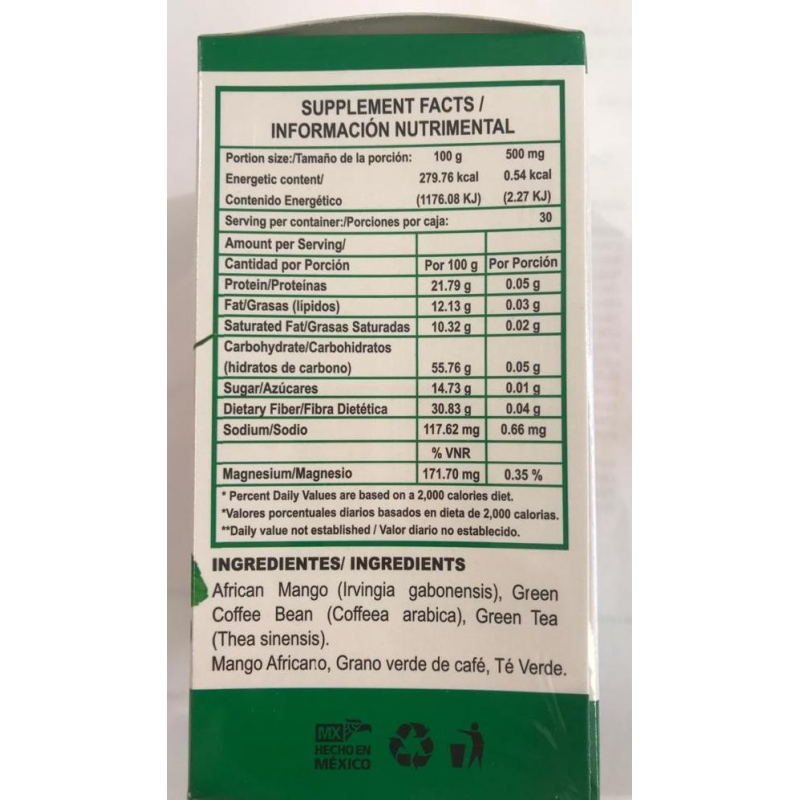 SUPPLEMENT FACTS /
INFORMACIÓN NUTRIMENTAL
Portion size:/Tamaño de la porción: 100 g 500 mg
Energetic content/ 279.76 kcal 0.54 kcal
Contenido Energético (1176.08 KJ) (2.27 KJ)
Serving per container:/Porciones por caja: 30
Amount per Serving/
Cantidad por Porción Por 100 g Por Porción
Protein/Proteínas 21.79 g 0.05 g
Fat/Grasas (lípidos) 12.13 g 0.03 g
Saturated Fat/Grasas Saturadas 10.32 g 0.02 g
Carbohydrate/Carbohidratos
(hidratos de carbono) 55.76 g 0.05 g
Sugar/Azúcares 14.73 g 0.01 g
Dietary Fiber/Fibra Dietética 30.83 g 0.04 g
Sodium/Sodio 117.62 mg 0.66 mg
% VNR
Magnesium/Magnesio 171.70 mg 0.35 %
* Percent Daily Values are based on a 2,000 calories diet.
*Valores porcentuales diarios basados en dieta de 2,000 calorias.
**Daily value not established / Valor diario no establecido.
INGREDIENTES/ INGREDIENTS
African Mango (Irvingia gabonensis), Green
Coffee Bean (Coffeea arabica), Green Tea
(Thea sinensis).
Mango Africano, Grano verde de café, Té Verde.
MX
HECHO EN
MÉXICO